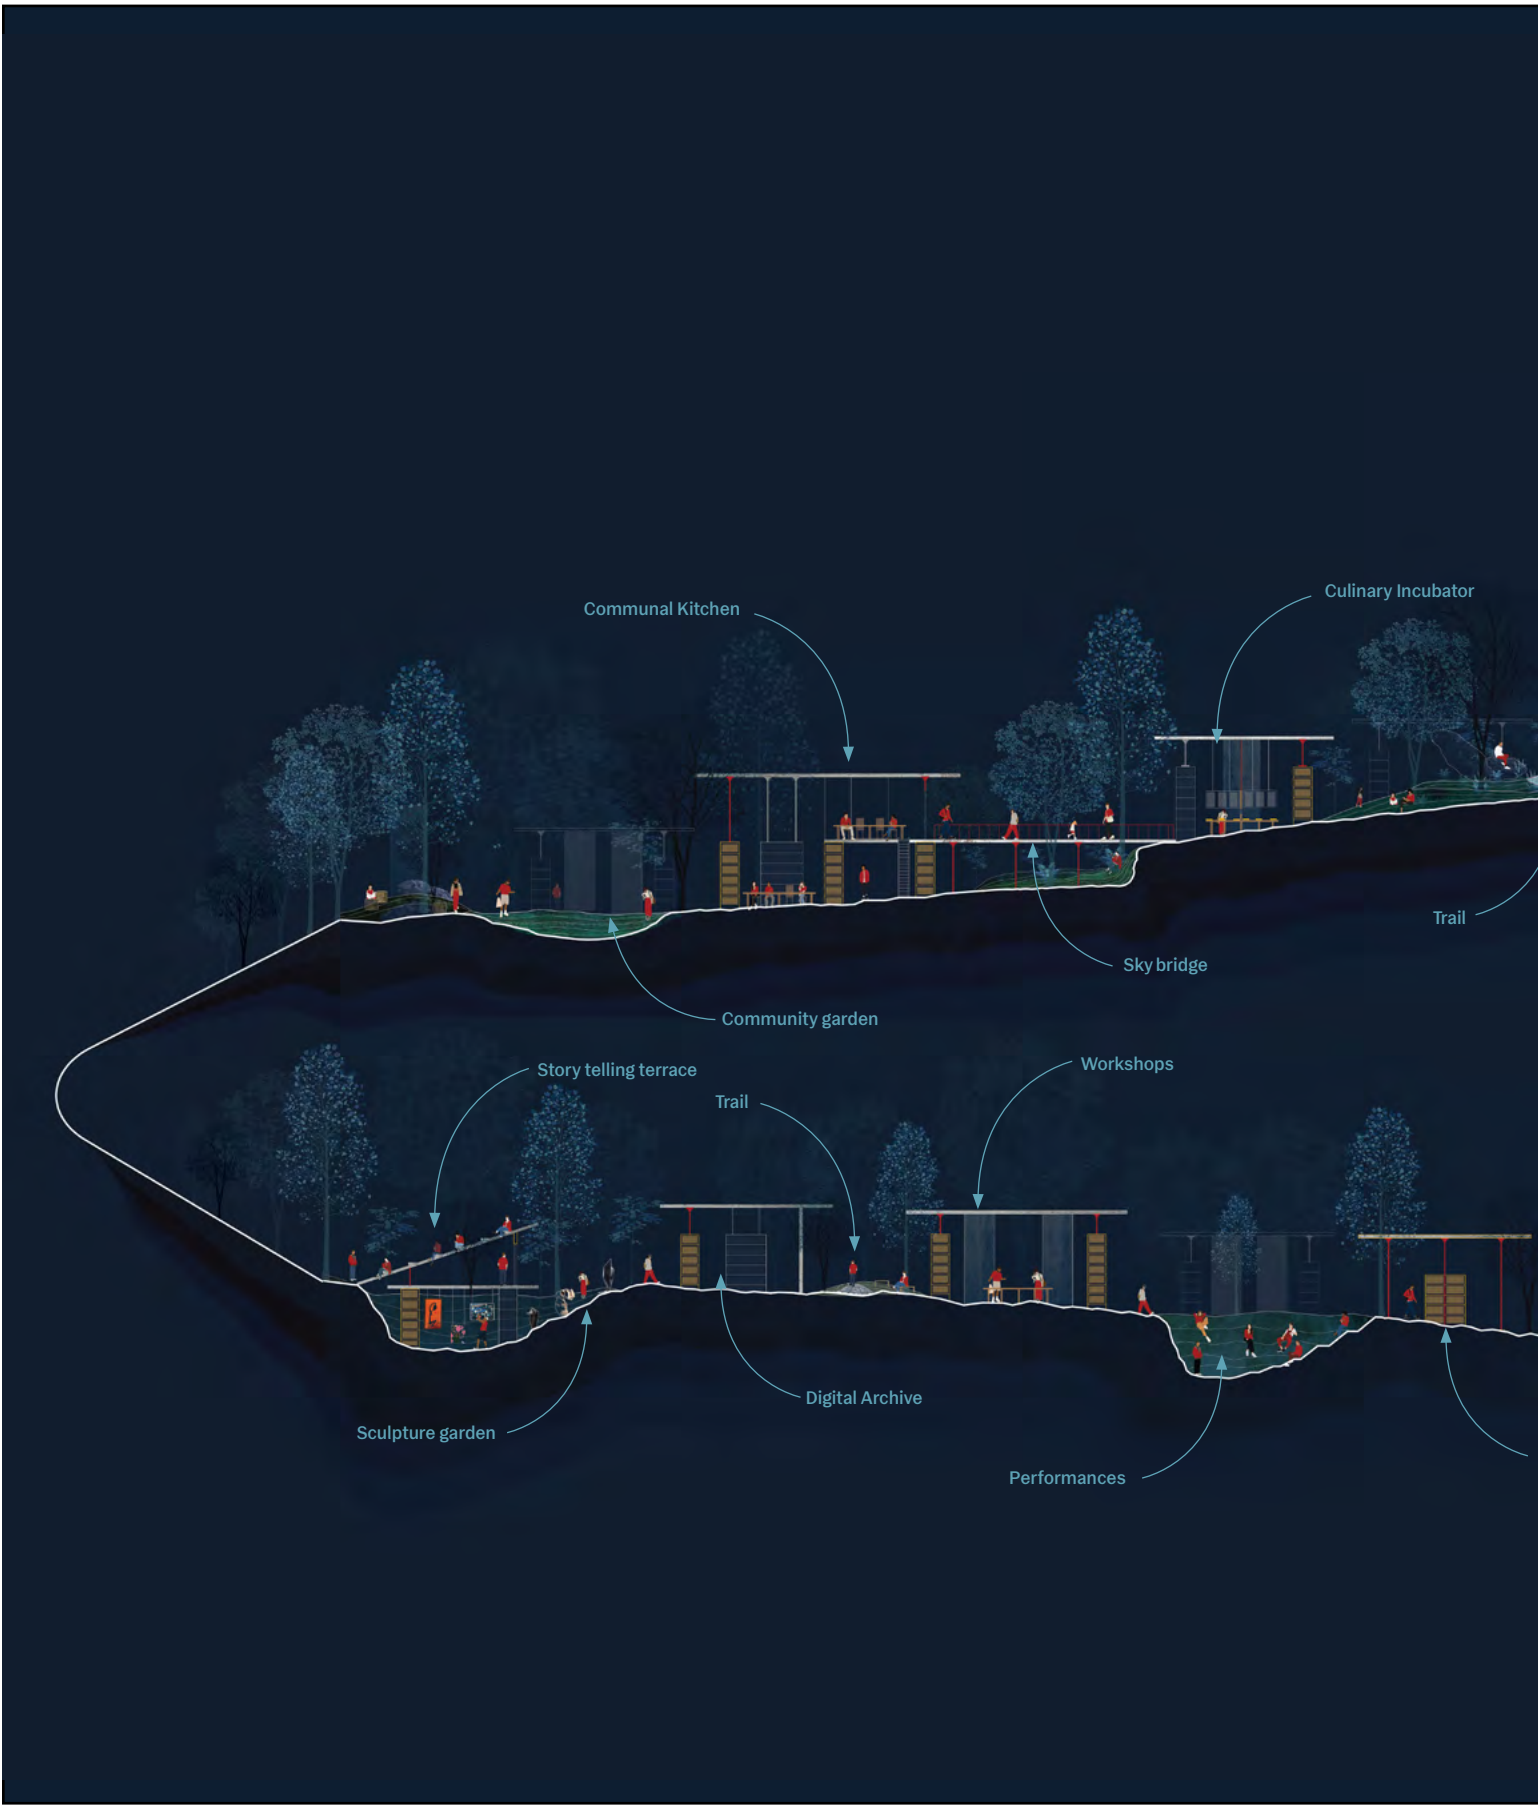 Culinary Incubator
Communal Kitchen
Trail
Sky bridge
Community garden
Story telling terrace
Workshops
Trail
Digital Archive
Sculpture garden
Performances